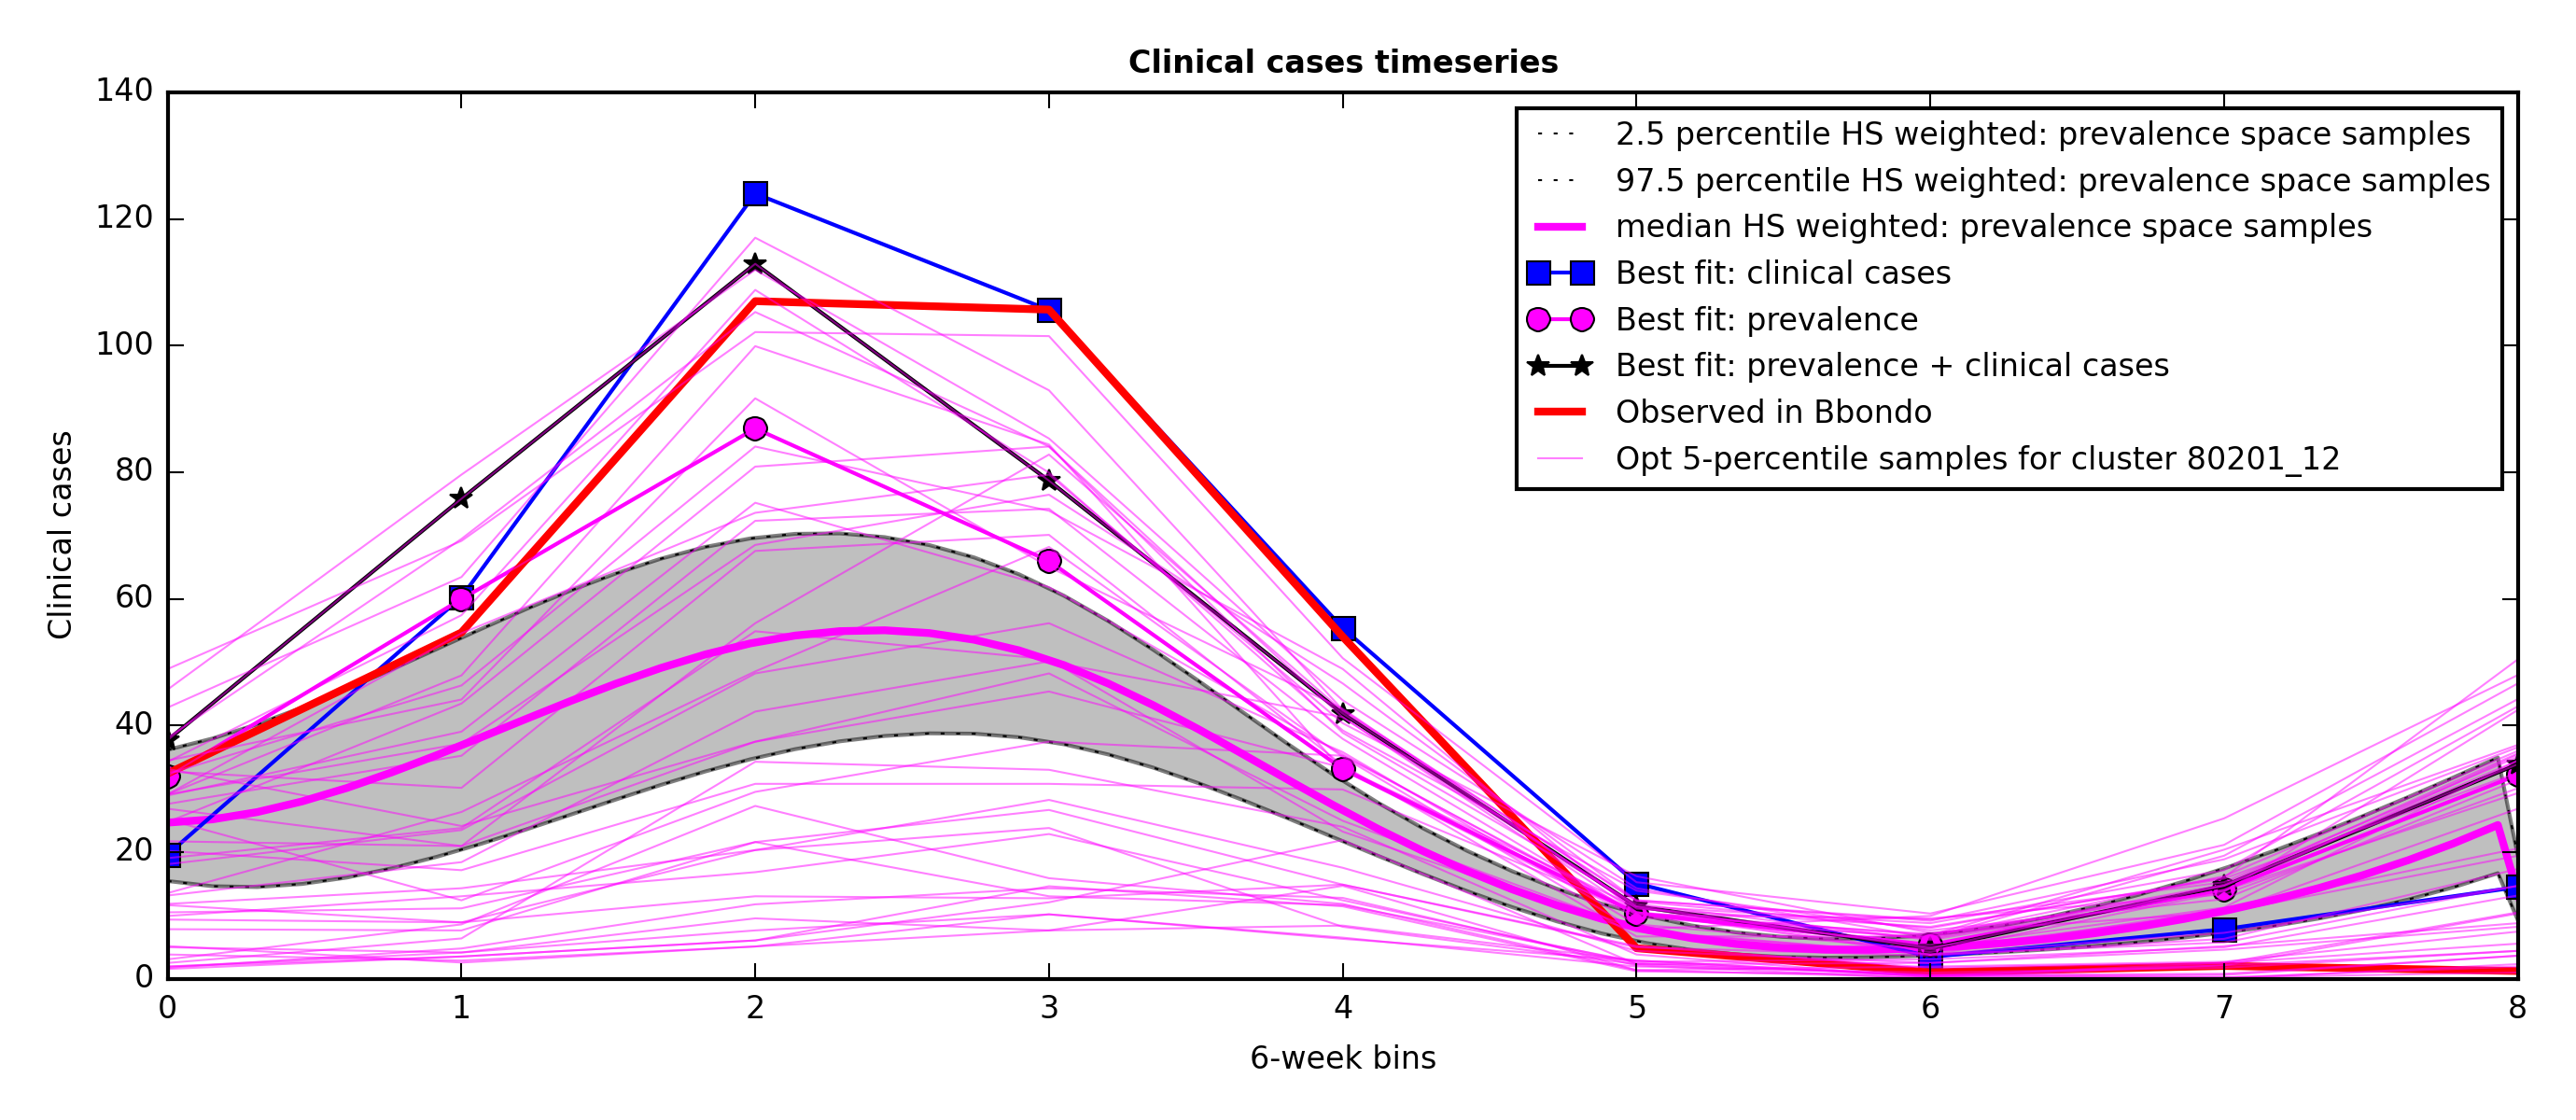 Clinical cases timeseries
140
120
100
80
60
40
20
0
Clinical cases
2.5 percentile HS weighted: prevalence space samples
97.5 percentile HS weighted: prevalence space samples
median HS weighted: prevalence space samples
Best fit: clinical cases
Best fit: prevalence
Best fit: prevalence + clinical cases
Observed in Bbondo
Opt 5-percentile samples for cluster 80201_12
0 1 2 3 4 5 6 7 8
6-week bins